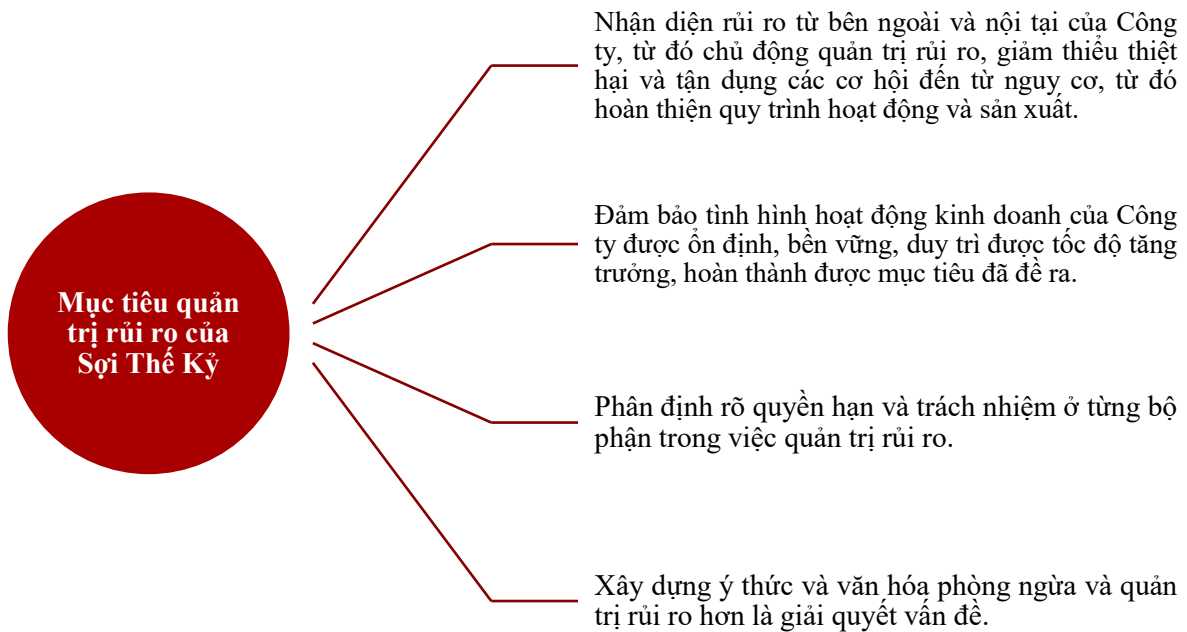 Mục tiêu quản
trị rủi ro của
Sợi Thế Kỷ
Nhận diện rủi ro từ bên ngoài và nội tại của Công
ty, từ đó chủ động quản trị rủi ro, giảm thiểu thiệt
hại và tận dụng các cơ hội đến từ nguy cơ, từ đó
hoàn thiện quy trình hoạt động và sản xuất.
Đảm bảo tình hình hoạt động kinh doanh của Công
ty được ổn định, bền vững, duy trì được tốc độ tăng
trưởng, hoàn thành được mục tiêu đã đề ra.
Phân định rõ quyền hạn và trách nhiệm ở từng bộ
phận trong việc quản trị rủi ro.
Xây dựng ý thức và văn hóa phòng ngừa và quản
trị rủi ro hơn là giải quyết vấn đề.